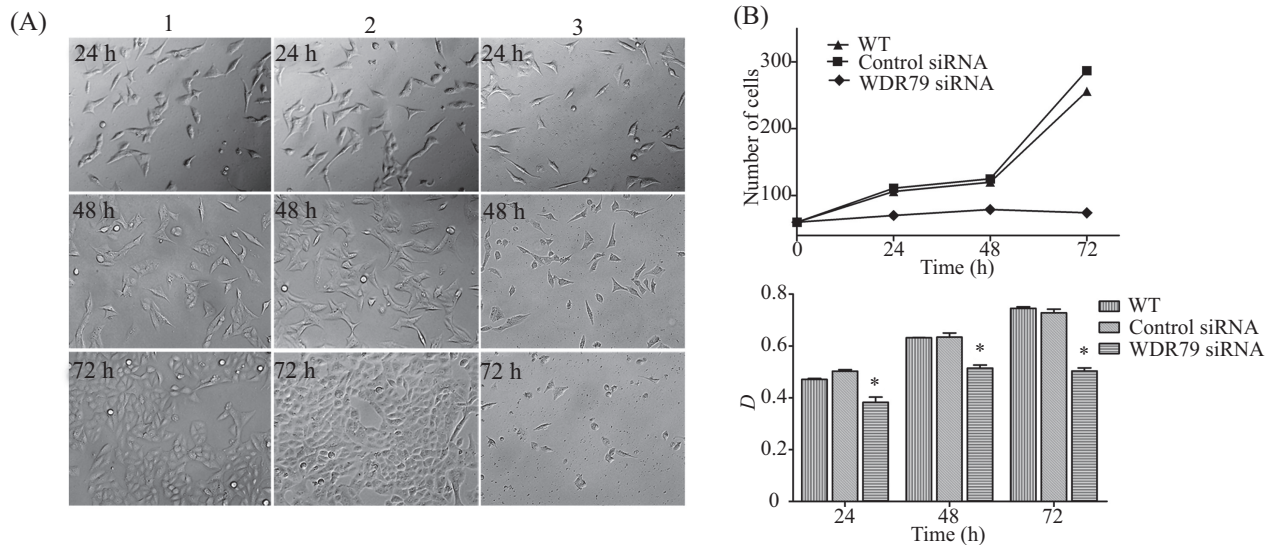 (A)
1 2 3
24 h 24 h 24 h
48 h 48 h 48 h
72 h 72 h 72 h
(B)
WT
Control siRNA
WDR79 siRNA
Number of cells
300
200
100
0 24 48 72
Time (h)
WT
Control siRNA
WDR79 siRNA
D
0.8
0.6
0.4
0.2
0
* * *
24 48 72
Time (h)